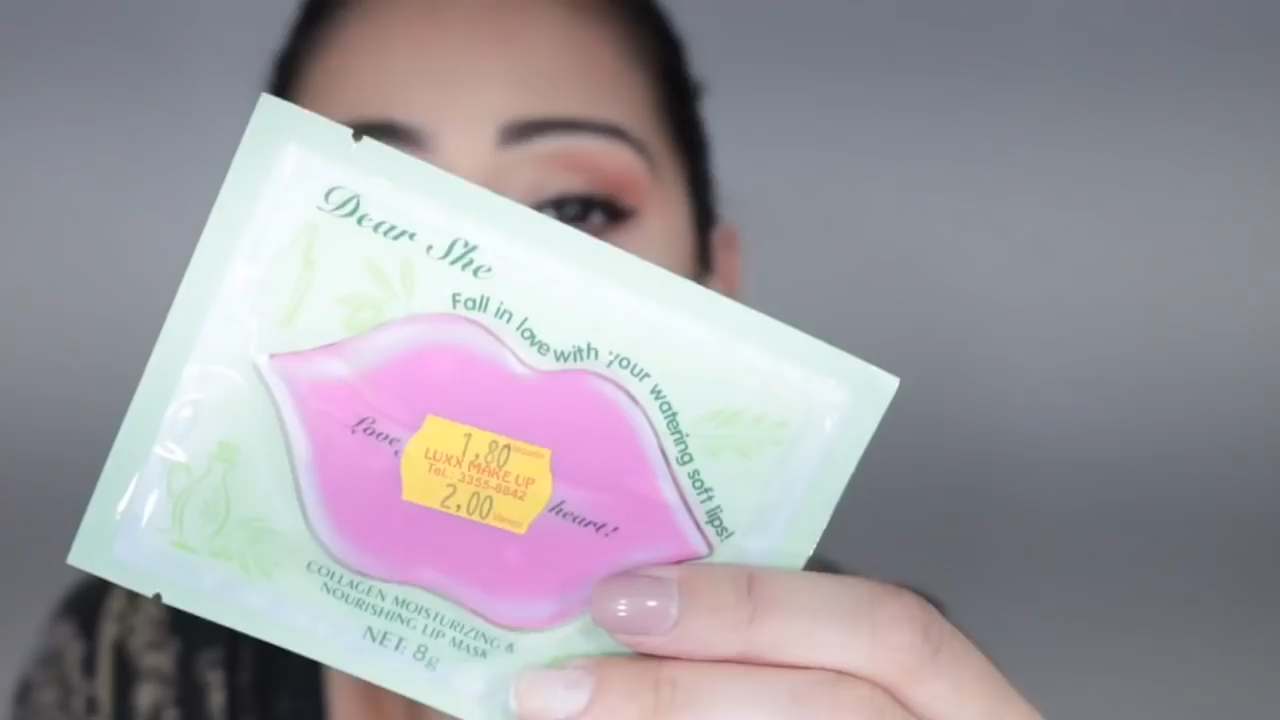 Dear She
Fall in love with your watering soft lips!
Love
heart!
1,80
LUXX MAKE UP
Tel.: 3355-8842
2,00
COLLAGEN MOISTURIZING &
NOURISHING LIP MASK
NET: 8g